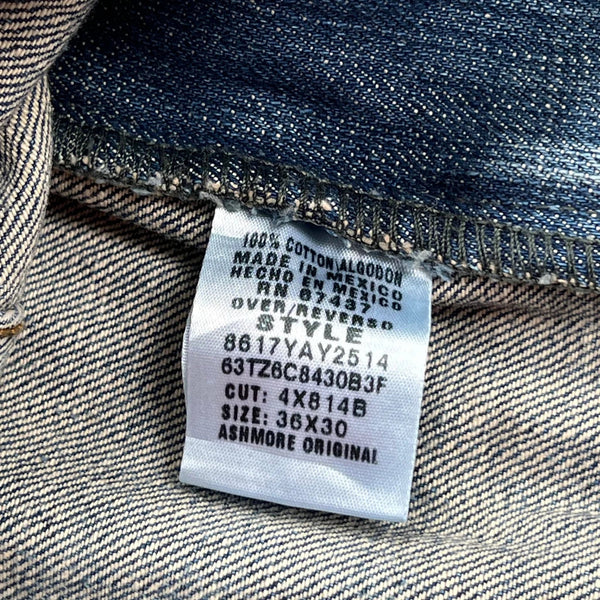 100% COTTON/ALGODON
MADE IN MEXICO
HECHO EN MEXICO
RN 67437
OVER/REVERSO
STYLE
8617YAY2514
63TZ6C8430B3F
CUT: 4X814B
SIZE: 36X30
ASHMORE ORIGINAL